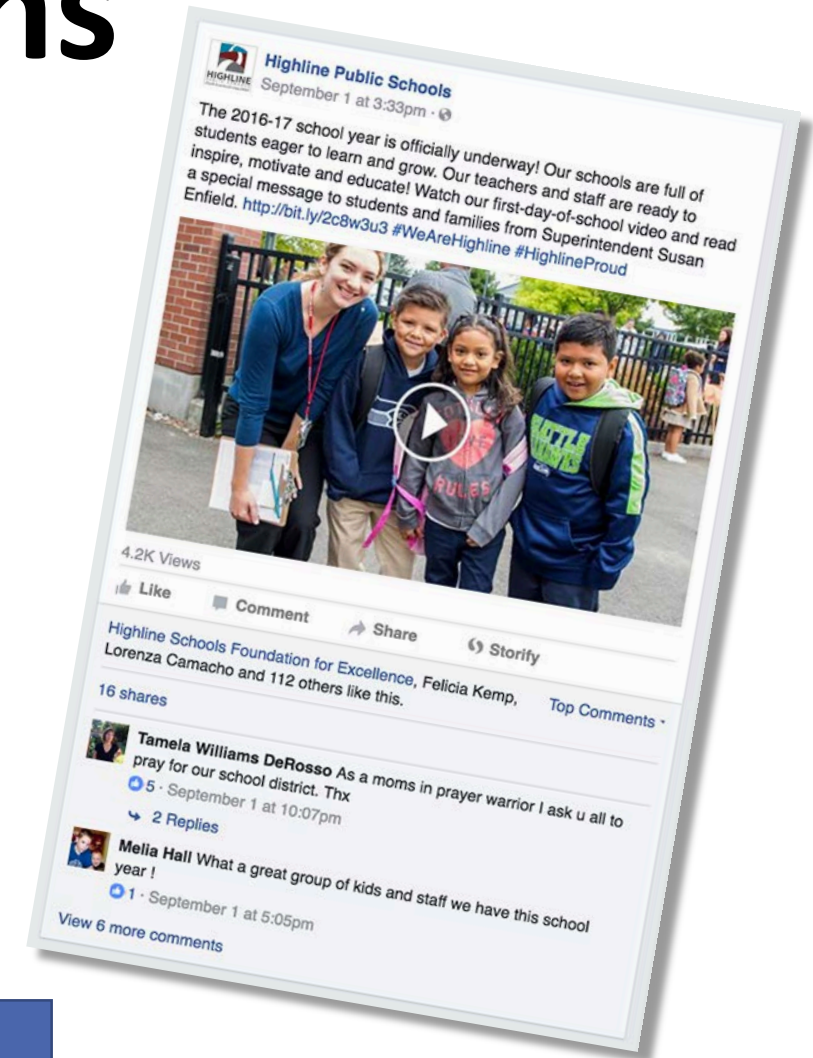 ns
HIGHLINE
Highline Public Schools
September 1 at 3:33pm ·
The 2016-17 school year is officially underway! Our schools are full of
students eager to learn and grow. Our teachers and staff are ready to
inspire, motivate and educate! Watch our first-day-of-school video and read
a special message to students and families from Superintendent Susan
Enfield. http://bit.ly/2c8w3u3 #WeAreHighline #HighlineProud
RULES
4.2K Views
Like Comment Share Storify
Highline Schools Foundation for Excellence, Felicia Kemp,
Lorenza Camacho and 112 others like this.
Top Comments
16 shares
Tamela Williams DeRosso As a moms in prayer warrior I ask u all to
pray for our school district. Thx
5 · September 1 at 10:07pm
2 Replies
Melia Hall What a great group of kids and staff we have this school
year !
1 · September 1 at 5:05pm
View 6 more comments